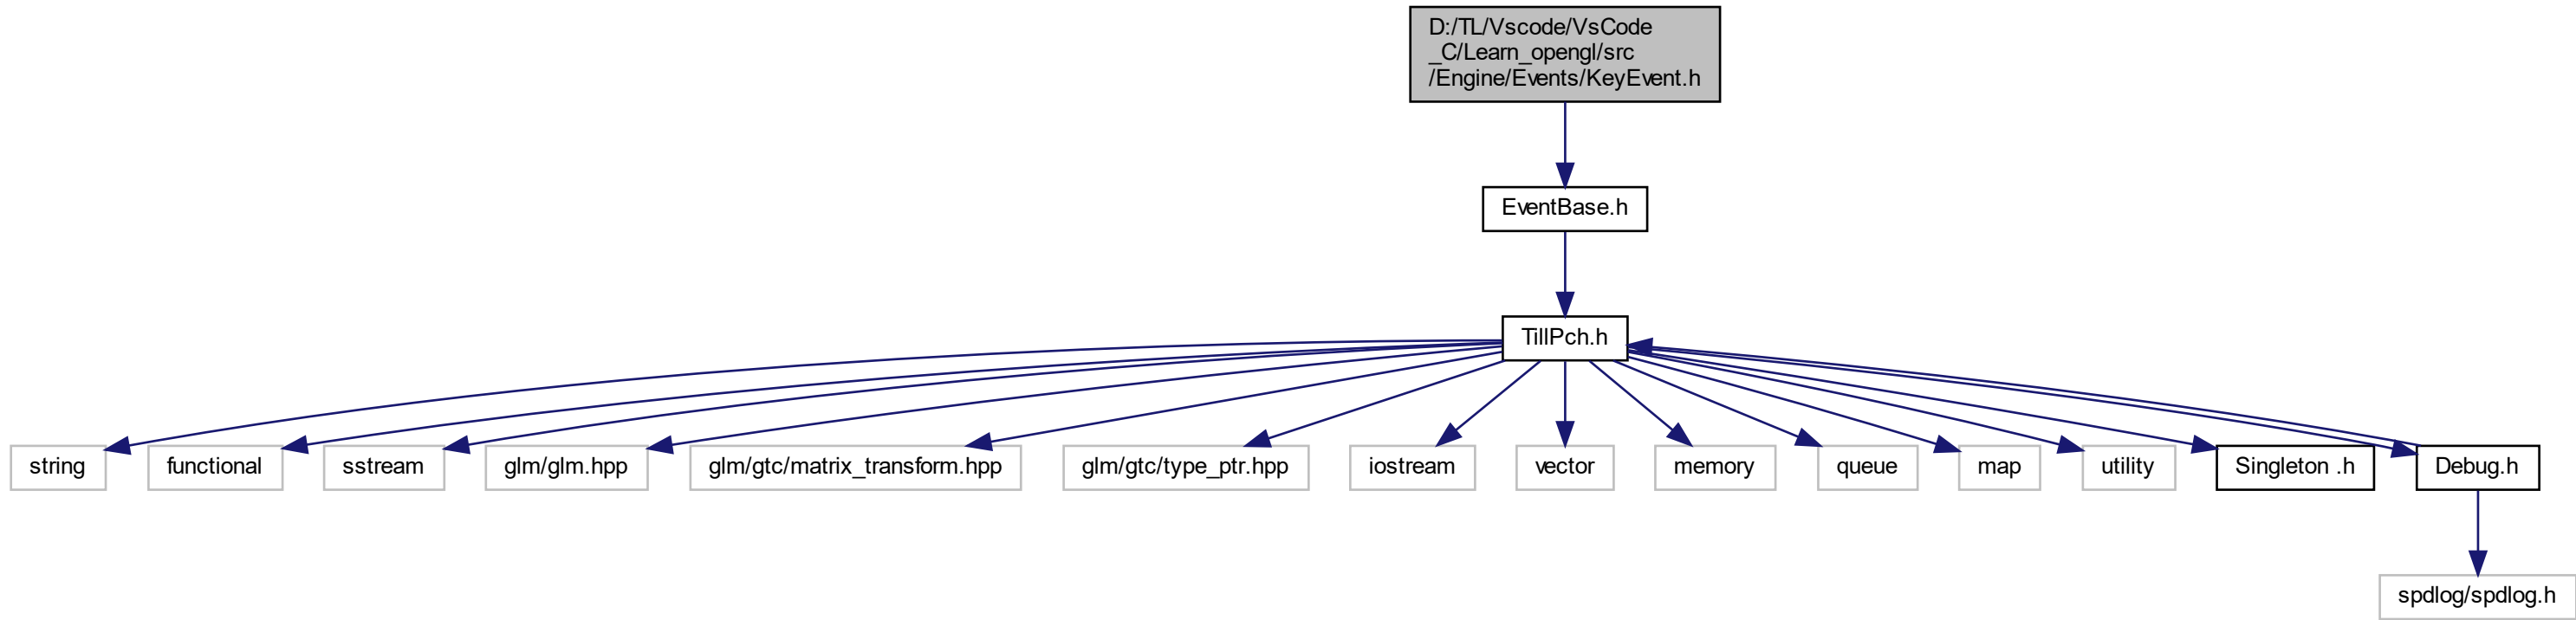 D:/TL/Vscode/VsCode
_C/Learn_opengl/src
/Engine/Events/KeyEvent.h
EventBase.h
TillPch.h
string
functional
sstream
glm/glm.hpp
glm/gtc/matrix_transform.hpp
glm/gtc/type_ptr.hpp
iostream
vector
memory
queue
map
utility
Singleton .h
Debug.h
spdlog/spdlog.h